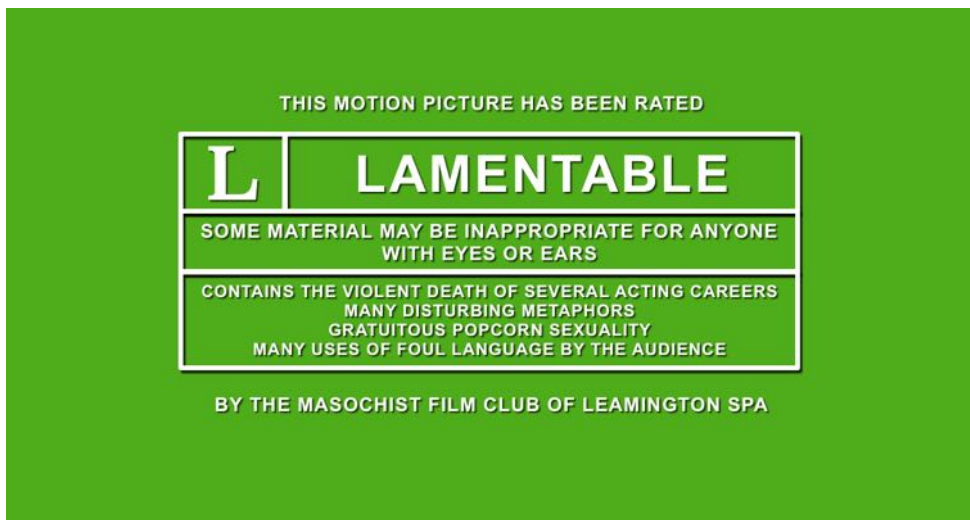 THIS MOTION PICTURE HAS BEEN RATED
L LAMENTABLE
SOME MATERIAL MAY BE INAPPROPRIATE FOR ANYONE
WITH EYES OR EARS
CONTAINS THE VIOLENT DEATH OF SEVERAL ACTING CAREERS
MANY DISTURBING METAPHORS
GRATUITOUS POPCORN SEXUALITY
MANY USES OF FOUL LANGUAGE BY THE AUDIENCE
BY THE MASOCHIST FILM CLUB OF LEAMINGTON SPA